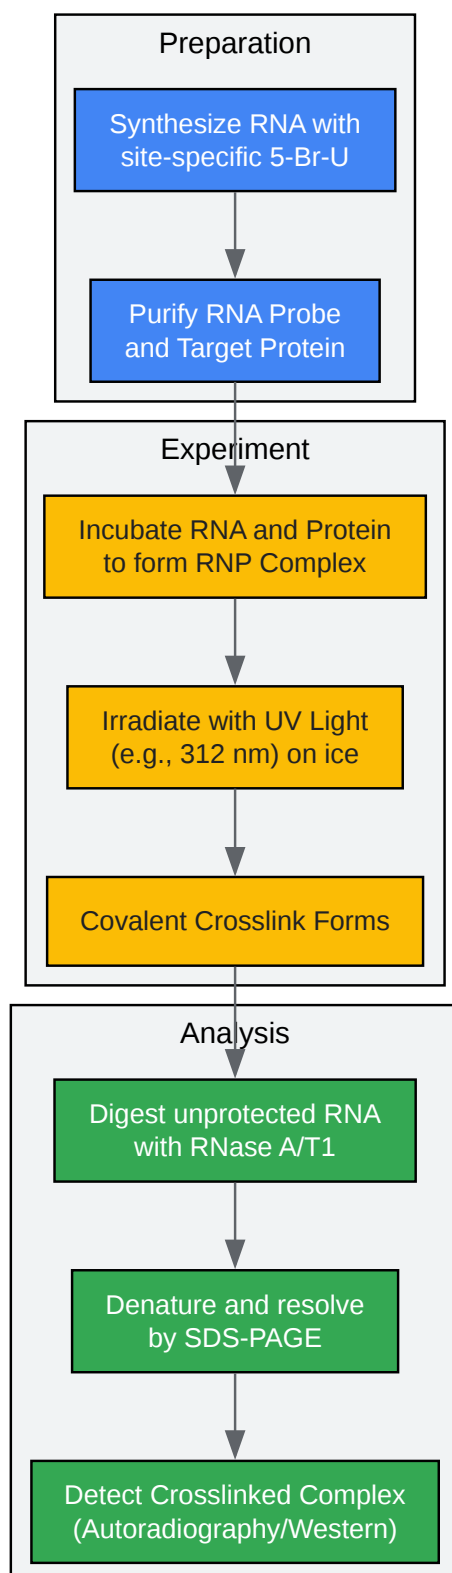 Preparation
Synthesize RNA with
site-specific 5-Br-U
Purify RNA Probe
and Target Protein
Experiment
Incubate RNA and Protein
to form RNP Complex
Irradiate with UV Light
(e.g., 312 nm) on ice
Covalent Crosslink Forms
Analysis
Digest unprotected RNA
with RNase A/T1
Denature and resolve
by SDS-PAGE
Detect Crosslinked Complex
(Autoradiography/Western)